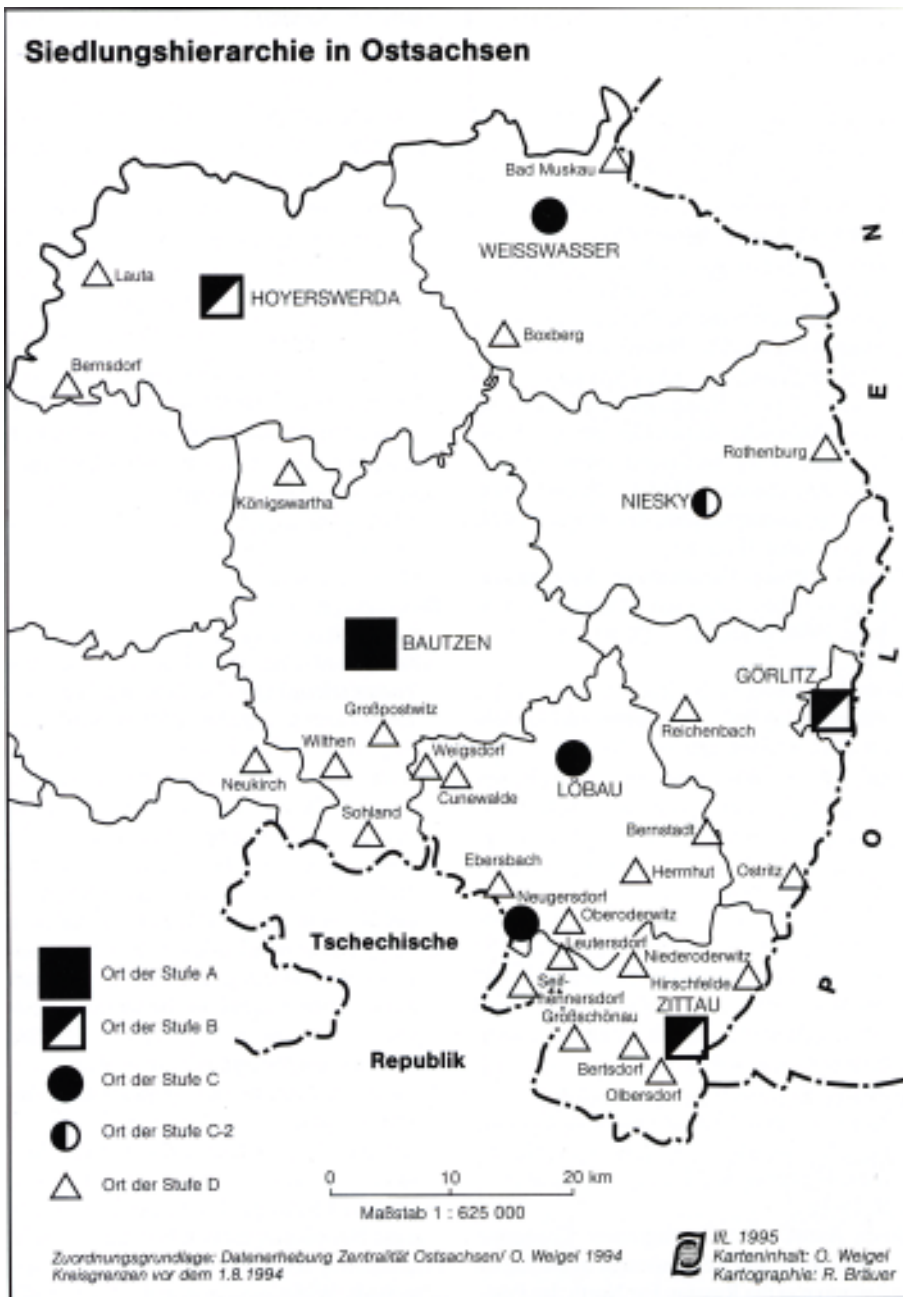 Siedlungshierarchie in Ostsachsen
Bad Muskau
WEISSWASSER
Lauta
HOYERSWERDA
Boxberg
Bernsdorf
Rothenburg
Königswartha
NIESKY
BAUTZEN
GÖRLITZ
Großpostwitz
Reichenbach
Wilthen
Weigsdorf
Neukirch
Cunewalde
LÖBAU
Sohland
Bernstadt
Ebersbach
Herrnhut
Ostritz
Neugersdorf
Oberoderwitz
Tschechische
Leutersdorf
Niederoderwitz
Seif-
hennersdorf
Hirschfelde
ZITTAU
Großschönau
Republik
Bertsdorf
Olbersdorf
P O L E N
Ort der Stufe A
Ort der Stufe B
Ort der Stufe C
Ort der Stufe C-2
Ort der Stufe D
0 10 20 km
Maßstab 1 : 625 000
Zuordnungsgrundlage: Datenerhebung Zentralität Ostsachsen/ O. Weigel 1994
Kreisgrenzen vor dem 1.8.1994
IfL 1995
Karteninhalt: O. Weigel
Kartographie: R. Bräuer